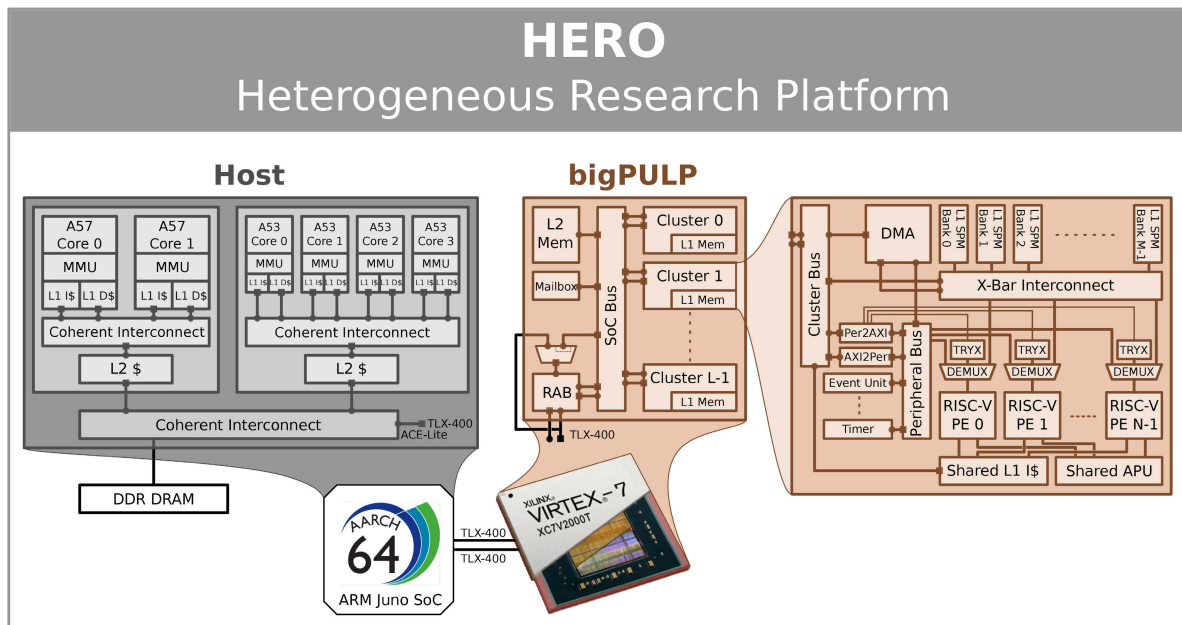 HERO
Heterogeneous Research Platform
Host
A57
Core 0
MMU
L1 I$
L1 D$
A57
Core 1
MMU
L1 I$
L1 D$
Coherent Interconnect
L2 $
A53
Core 0
MMU
L1 I$
L1 D$
A53
Core 1
MMU
L1 I$
L1 D$
A53
Core 2
MMU
L1 I$
L1 D$
A53
Core 3
MMU
L1 I$
L1 D$
Coherent Interconnect
L2 $
Coherent Interconnect
TLX-400
ACE-Lite
DDR DRAM
AARCH
64
ARM Juno SoC
TLX-400
TLX-400
bigPULP
L2
Mem
Mailbox
RAB
SoC Bus
Cluster 0
L1 Mem
Cluster 1
L1 Mem
Cluster L-1
L1 Mem
TLX-400
XILINX®
VIRTEX®-7
XC7V2000T
Cluster Bus
DMA
L1 SPM
Bank 0
L1 SPM
Bank 1
L1 SPM
Bank 2
L1 SPM
Bank M-1
X-Bar Interconnect
Per2AXI
AXI2Per
Event Unit
Timer
Peripheral Bus
TRYX
DEMUX
RISC-V
PE 0
TRYX
DEMUX
RISC-V
PE 1
TRYX
DEMUX
RISC-V
PE N-1
Shared L1 I$
Shared APU